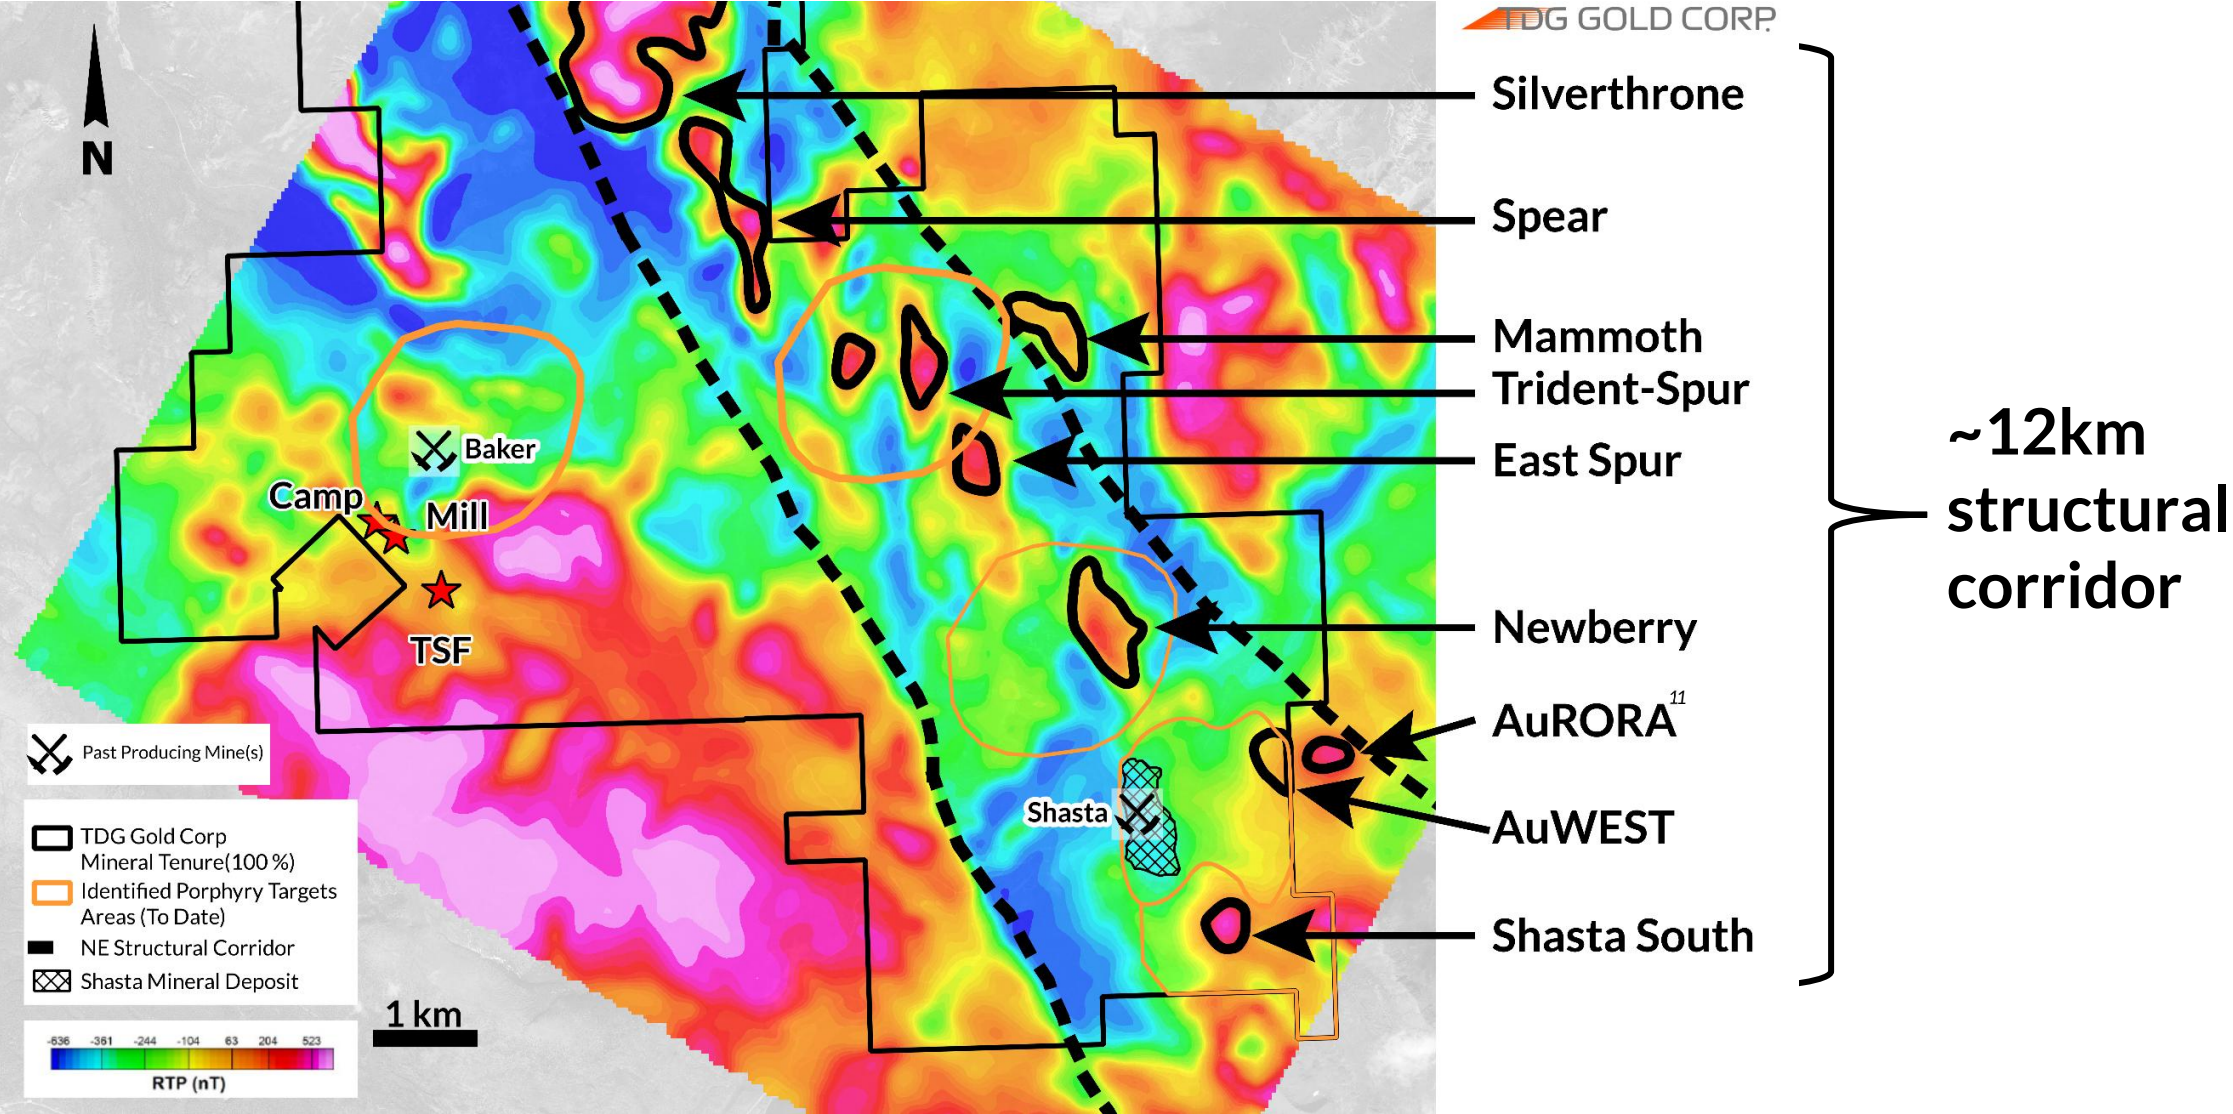 TDG GOLD CORP.
N
Silverthrone
Spear
Mammoth
Trident-Spur
East Spur
Newberry
AuRORA¹¹
AuWEST
Shasta South
~12km
structural
corridor
Baker
Camp
Mill
TSF
Shasta
Past Producing Mine(s)
TDG Gold Corp
Mineral Tenure(100 %)
Identified Porphyry Targets
Areas (To Date)
NE Structural Corridor
Shasta Mineral Deposit
1 km
-636 -361 -244 -104 63 204 523
RTP (nT)